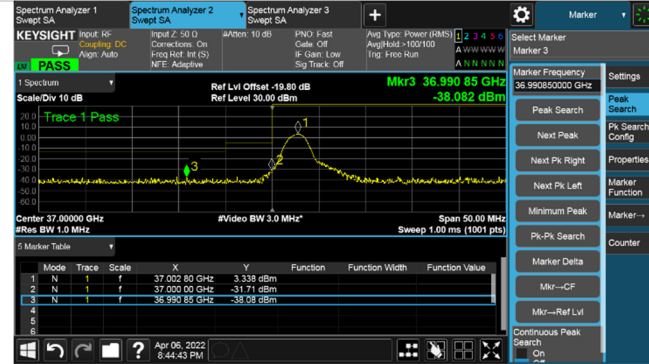 Spectrum Analyzer 1
Swept SA
Spectrum Analyzer 2
Swept SA
Spectrum Analyzer 3
Swept SA
+
Marker
KEYSIGHT
Input: RF
Coupling: DC
Align: Auto
Input Z: 50 Ω
Corrections: On
Freq Ref: Int (S)
NFE: Adaptive
#Atten: 10 dB
PNO: Fast
Gate: Off
IF Gain: Low
Sig Track: Off
Avg Type: Power (RMS)
Avg|Hold:>100/100
Trig: Free Run
1 2 3 4 5 6
A W W W W W
A N N N N N
PASS
Select Marker
Marker 3
1 Spectrum
Scale/Div 10 dB
Ref Lvl Offset -19.80 dB
Ref Level 30.00 dBm
Mkr3 36.990 85 GHz
-38.082 dBm
Trace 1 Pass
20.0
10.0
0.00
-10.0
-20.0
-30.0
-40.0
-50.0
-60.0
1
2
3
Center 37.00000 GHz
#Res BW 1.0 MHz
#Video BW 3.0 MHz*
Span 50.00 MHz
Sweep 1.00 ms (1001 pts)
5 Marker Table
Mode Trace Scale X Y Function Function Width Function Value
1 N 1 f 37.002 80 GHz 3.338 dBm
2 N 1 f 37.000 00 GHz -31.71 dBm
3 N 1 f 36.990 85 GHz -38.08 dBm
4
5
6
Apr 06, 2022
8:44:43 PM
Marker Frequency
36.990850000 GHz
Peak Search
Next Peak
Next Pk Right
Next Pk Left
Minimum Peak
Pk-Pk Search
Marker Delta
Mkr→CF
Mkr→Ref Lvl
Continuous Peak
Search
On
Off
Settings
Peak
Search
Pk Search
Config
Properties
Marker
Function
Marker→
Counter